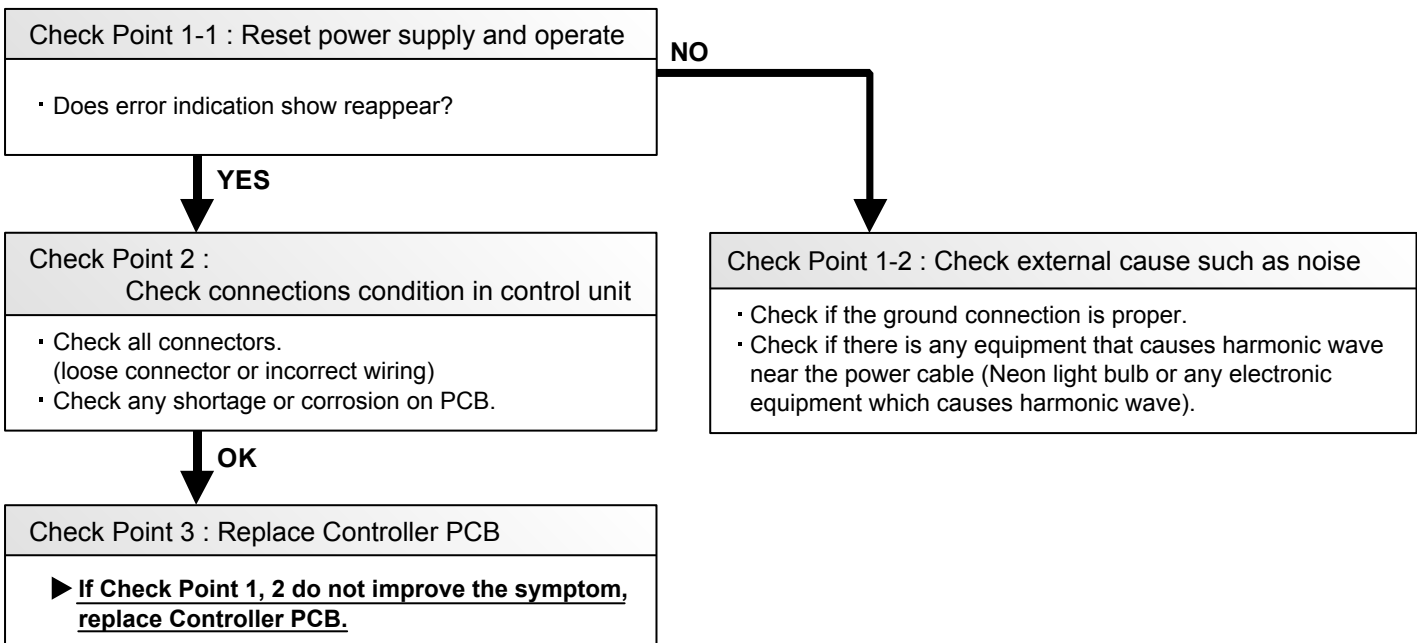 Check Point 1-1 : Reset power supply and operate
NO
・Does error indication show reappear?
YES
Check Point 2 :
Check connections condition in control unit
・Check all connectors.
(loose connector or incorrect wiring)
・Check any shortage or corrosion on PCB.
Check Point 1-2 : Check external cause such as noise
・Check if the ground connection is proper.
・Check if there is any equipment that causes harmonic wave
near the power cable (Neon light bulb or any electronic
equipment which causes harmonic wave).
OK
Check Point 3 : Replace Controller PCB
▶If Check Point 1, 2 do not improve the symptom,
replace Controller PCB.